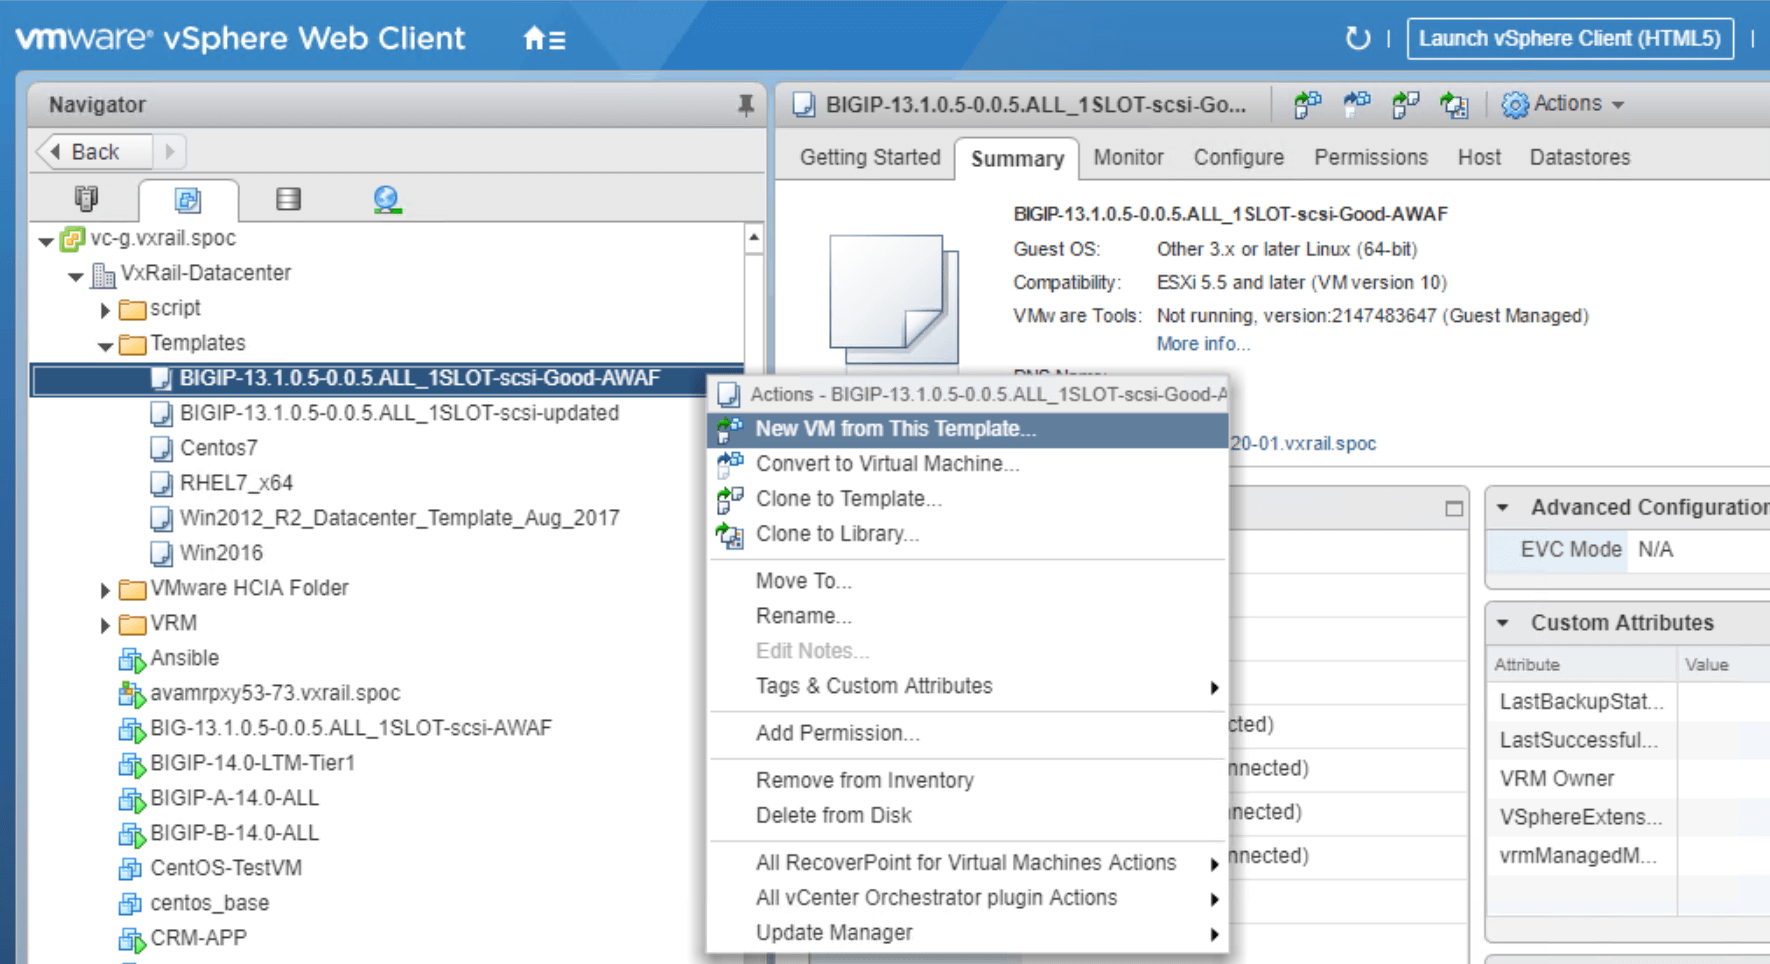 vmware® vSphere Web Client
Launch vSphere Client (HTML5)
Navigator
Back
vc-g.vxrail.spoc
VxRail-Datacenter
script
Templates
BIGIP-13.1.0.5-0.0.5.ALL_1SLOT-scsi-Good-AWAF
BIGIP-13.1.0.5-0.0.5.ALL_1SLOT-scsi-updated
Centos7
RHEL7_x64
Win2012_R2_Datacenter_Template_Aug_2017
Win2016
VMware HCIA Folder
VRM
Ansible
avamrpxy53-73.vxrail.spoc
BIG-13.1.0.5-0.0.5.ALL_1SLOT-scsi-AWAF
BIGIP-14.0-LTM-Tier1
BIGIP-A-14.0-ALL
BIGIP-B-14.0-ALL
CentOS-TestVM
centos_base
CRM-APP
BIGIP-13.1.0.5-0.0.5.ALL_1SLOT-scsi-Go...
Actions
Getting Started Summary Monitor Configure Permissions Host Datastores
BIGIP-13.1.0.5-0.0.5.ALL_1SLOT-scsi-Good-AWAF
Guest OS: Other 3.x or later Linux (64-bit)
Compatibility: ESXi 5.5 and later (VM version 10)
VMware Tools: Not running, version:2147483647 (Guest Managed)
More info...
DNS Name:
20-01.vxrail.spoc
Actions - BIGIP-13.1.0.5-0.0.5.ALL_1SLOT-scsi-Good-A
New VM from This Template...
Convert to Virtual Machine...
Clone to Template...
Clone to Library...
Move To...
Rename...
Edit Notes...
Tags & Custom Attributes
Add Permission...
Remove from Inventory
Delete from Disk
All RecoverPoint for Virtual Machines Actions
All vCenter Orchestrator plugin Actions
Update Manager
cted)
nnected)
nected)
nnected)
Advanced Configuration
EVC Mode N/A
Custom Attributes
Attribute Value
LastBackupStat...
LastSuccessful...
VRM Owner
VSphereExtens...
vrmManagedM...